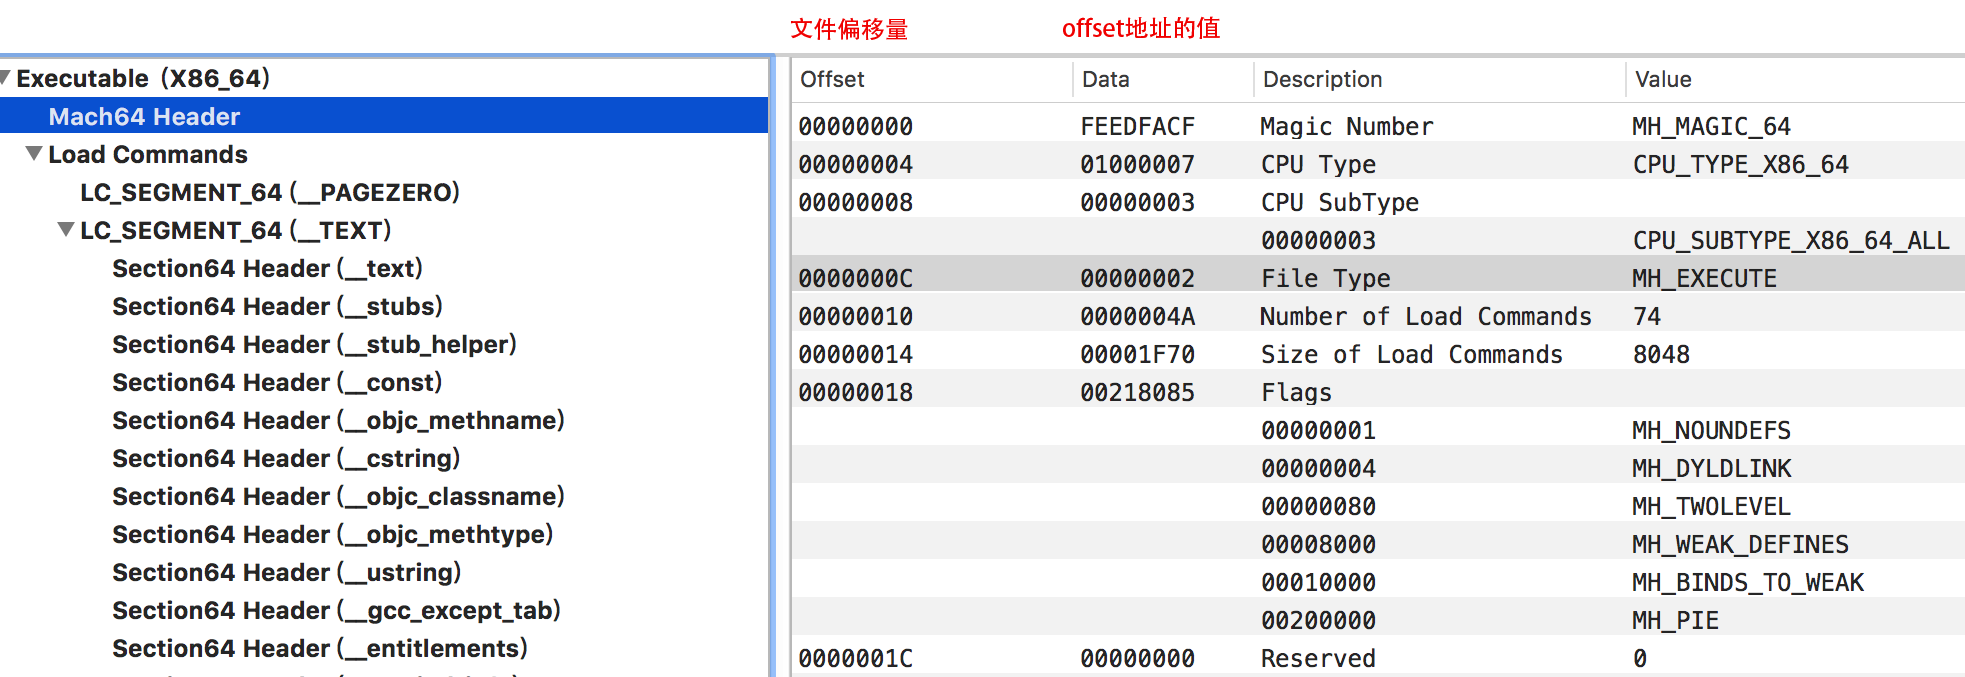 文件偏移量 offset地址的值
Executable (X86_64)
Mach64 Header
Load Commands
LC_SEGMENT_64 (__PAGEZERO)
LC_SEGMENT_64 (__TEXT)
Section64 Header (__text)
Section64 Header (__stubs)
Section64 Header (__stub_helper)
Section64 Header (__const)
Section64 Header (__objc_methname)
Section64 Header (__cstring)
Section64 Header (__objc_classname)
Section64 Header (__objc_methtype)
Section64 Header (__ustring)
Section64 Header (__gcc_except_tab)
Section64 Header (__entitlements)
Offset Data Description Value
00000000 FEEDFACF Magic Number MH_MAGIC_64
00000004 01000007 CPU Type CPU_TYPE_X86_64
00000008 00000003 CPU SubType
00000003 CPU_SUBTYPE_X86_64_ALL
0000000C 00000002 File Type MH_EXECUTE
00000010 0000004A Number of Load Commands 74
00000014 00001F70 Size of Load Commands 8048
00000018 00218085 Flags
00000001 MH_NOUNDEFS
00000004 MH_DYLDLINK
00000080 MH_TWOLEVEL
00008000 MH_WEAK_DEFINES
00010000 MH_BINDS_TO_WEAK
00200000 MH_PIE
0000001C 00000000 Reserved 0